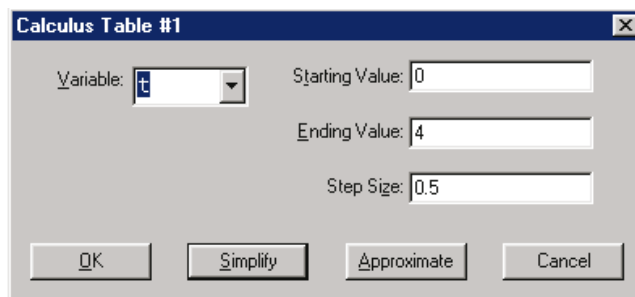 Calculus Table #1
Variable: t
Starting Value: 0
Ending Value: 4
Step Size: 0.5
OK Simplify Approximate Cancel